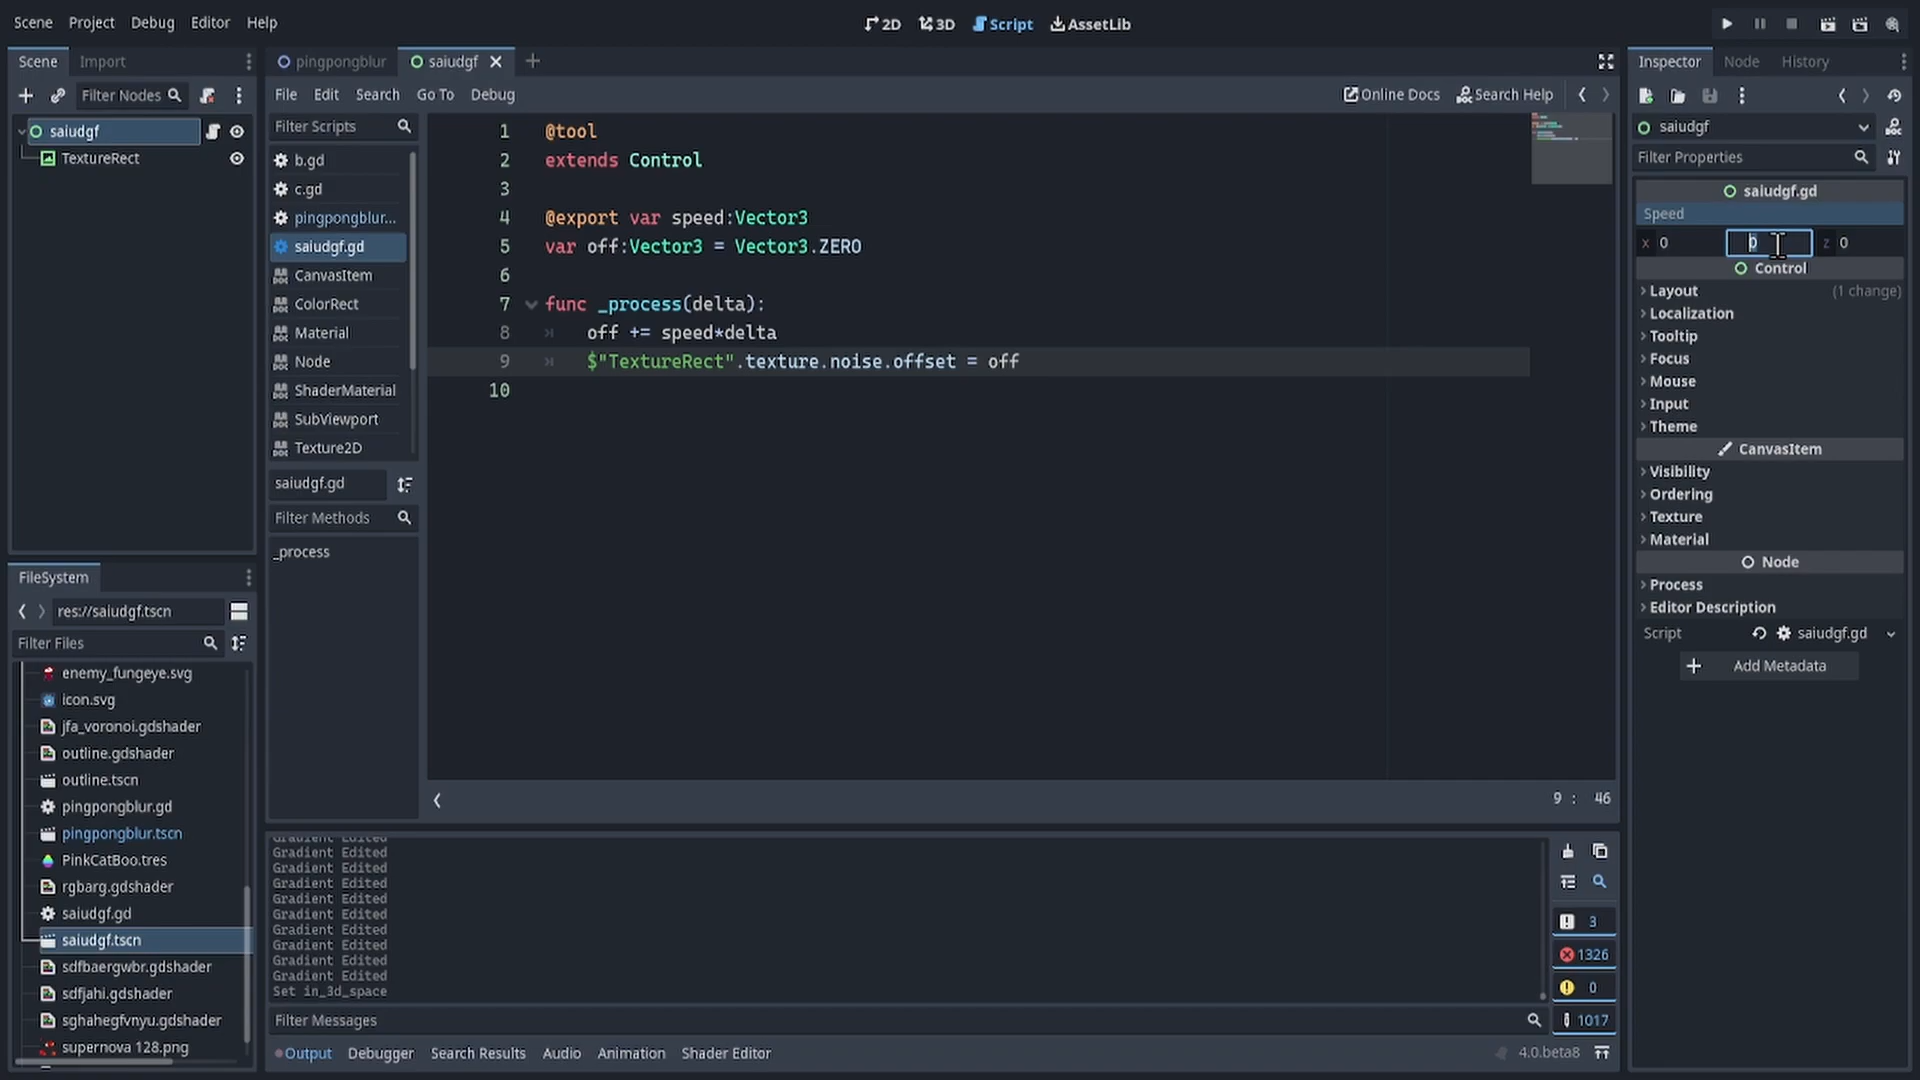 Scene Project Debug Editor Help
2D 3D Script AssetLib
Scene Import
Filter Nodes
saiudgf
TextureRect
FileSystem
res://saiudgf.tscn
Filter Files
enemy_fungeye.svg
icon.svg
jfa_voronoi.gdshader
outline.gdshader
outline.tscn
pingpongblur.gd
pingpongblur.tscn
PinkCatBoo.tres
rgbarg.gdshader
saiudgf.gd
saiudgf.tscn
sdfbaergwbr.gdshader
sdfjahi.gdshader
sghahegfvnyu.gdshader
supernova 128.png
pingpongblur saiudgf
File Edit Search Go To Debug
Online Docs Search Help
Filter Scripts
b.gd
c.gd
pingpongblur...
saiudgf.gd
CanvasItem
ColorRect
Material
Node
ShaderMaterial
SubViewport
Texture2D
saiudgf.gd
Filter Methods
_process
1 @tool
2 extends Control
3
4 @export var speed:Vector3
5 var off:Vector3 = Vector3.ZERO
6
7 func _process(delta):
8 off += speed*delta
9 $"TextureRect".texture.noise.offset = off
10
9 : 46
Gradient Edited
Gradient Edited
Gradient Edited
Gradient Edited
Gradient Edited
Gradient Edited
Gradient Edited
Gradient Edited
Gradient Edited
Gradient Edited
Set in_3d_space
3
1326
0
1017
Filter Messages
Output Debugger Search Results Audio Animation Shader Editor
4.0.beta8
Inspector Node History
saiudgf
Filter Properties
saiudgf.gd
Speed
x 0 0 z 0
Control
Layout (1 change)
Localization
Tooltip
Focus
Mouse
Input
Theme
CanvasItem
Visibility
Ordering
Texture
Material
Node
Process
Editor Description
Script saiudgf.gd
Add Metadata